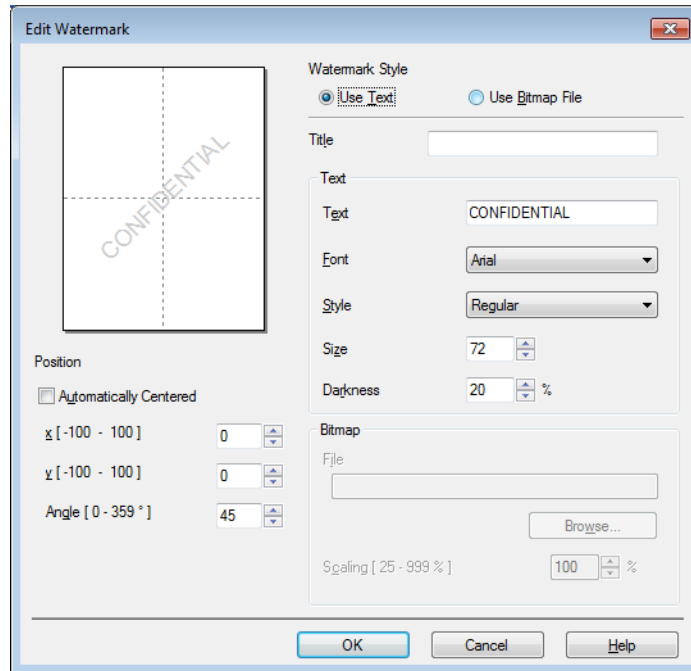 Edit Watermark
CONFIDENTIAL
Position
Automatically Centered
x [ -100 - 100 ] 0
y [ -100 - 100 ] 0
Angle [ 0 - 359 ° ] 45
Watermark Style
Use Text Use Bitmap File
Title
Text
Text CONFIDENTIAL
Font Arial
Style Regular
Size 72
Darkness 20 %
Bitmap
File
Browse...
Scaling [ 25 - 999 % ] 100 %
OK Cancel Help